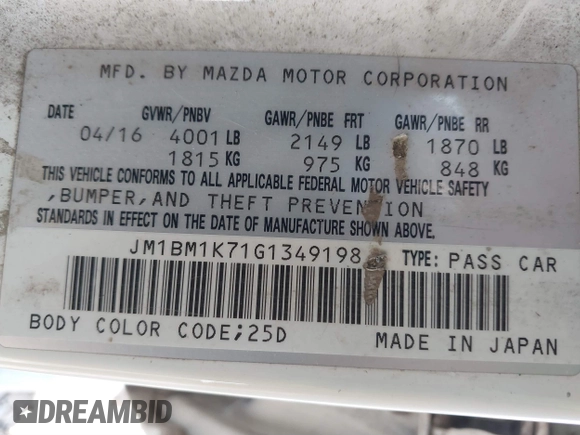 MFD. BY MAZDA MOTOR CORPORATION
DATE GVWR/PNBV GAWR/PNBE FRT GAWR/PNBE RR
04/16 4001 LB 2149 LB 1870 LB
1815 KG 975 KG 848 KG
THIS VEHICLE CONFORMS TO ALL APPLICABLE FEDERAL MOTOR VEHICLE SAFETY
,BUMPER,AND THEFT PREVENTION
STANDARDS IN EFFECT ON THE DATE OF MANUFACTURE SHOWN ABOVE.
JM1BM1K71G1349198 TYPE: PASS CAR
BODY COLOR CODE;25D MADE IN JAPAN
DREAMBID